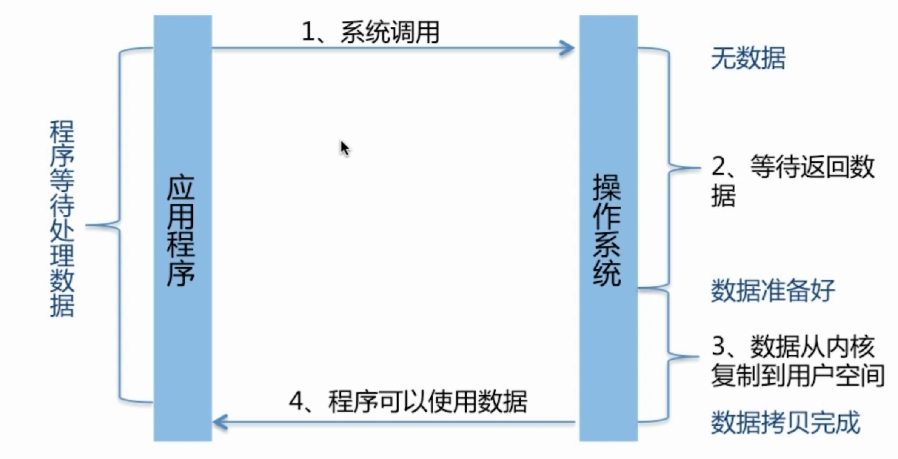 1、系统调用
无数据
程序等待处理数据
应用程序
操作系统
2、等待返回数
据
数据准备好
3、数据从内核
复制到用户空间
4、程序可以使用数据
数据拷贝完成